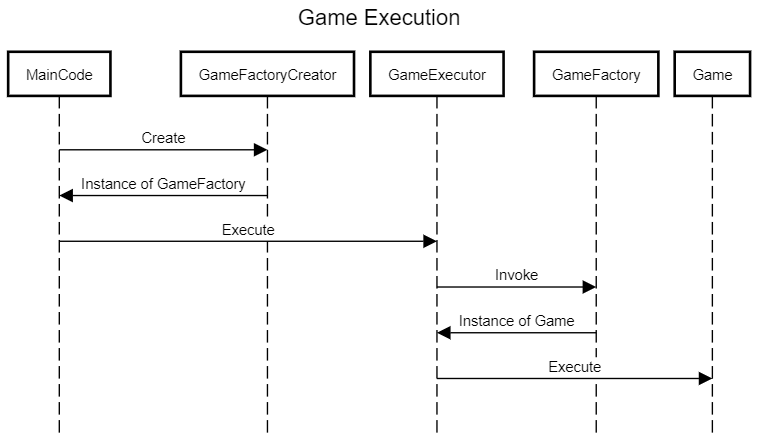 Game Execution
MainCode
GameFactoryCreator
GameExecutor
GameFactory
Game
Create
Instance of GameFactory
Execute
Invoke
Instance of Game
Execute